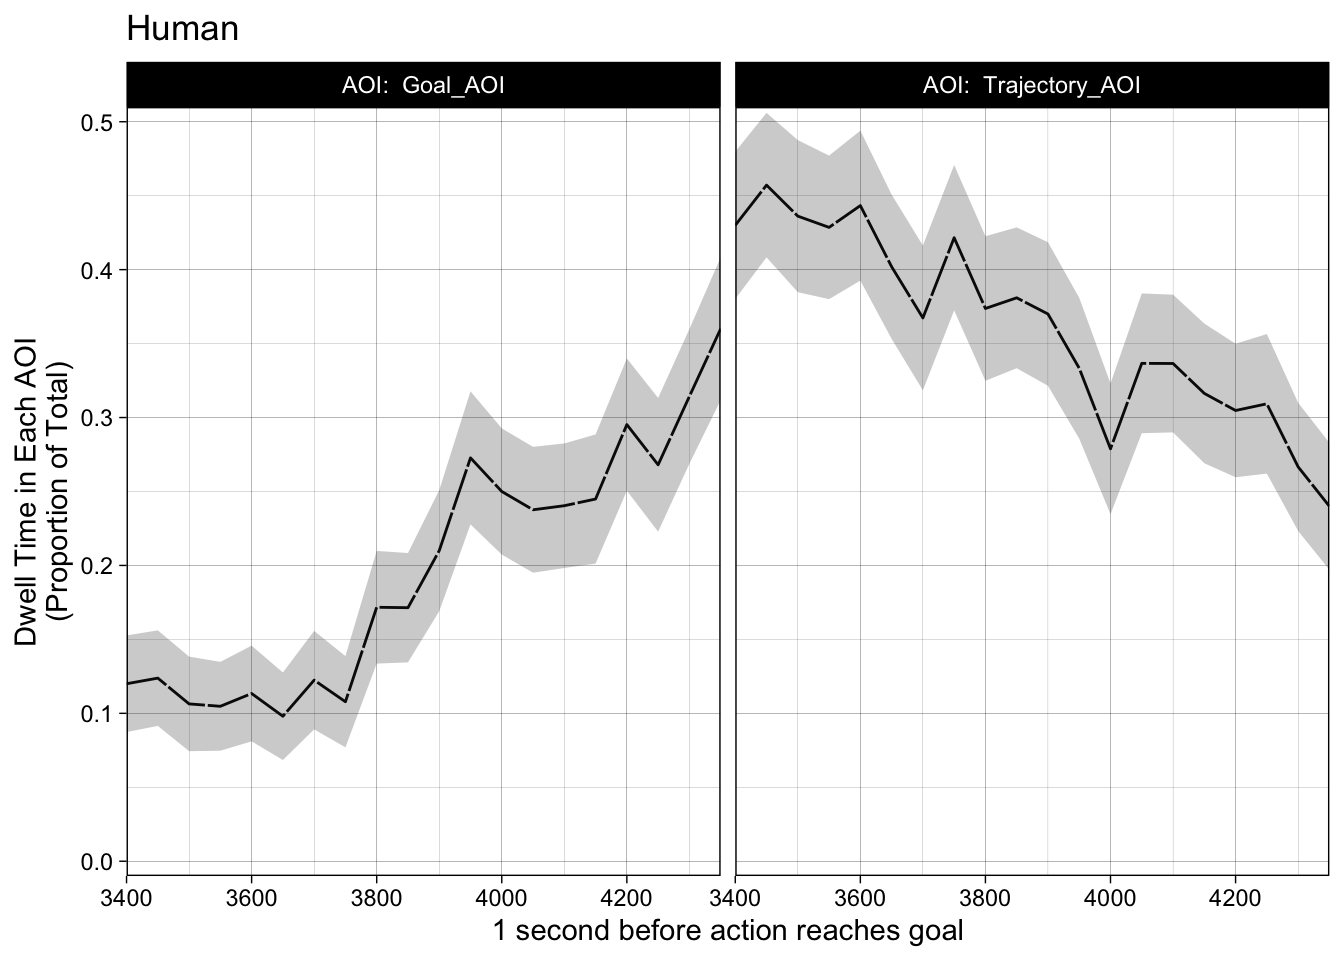 Human
AOI:  Goal_AOI
AOI:  Trajectory_AOI
Dwell Time in Each AOI
(Proportion of Total)
0.5
0.4
0.3
0.2
0.1
0.0
3400 3600 3800 4000 4200 3400 3600 3800 4000 4200
1 second before action reaches goal